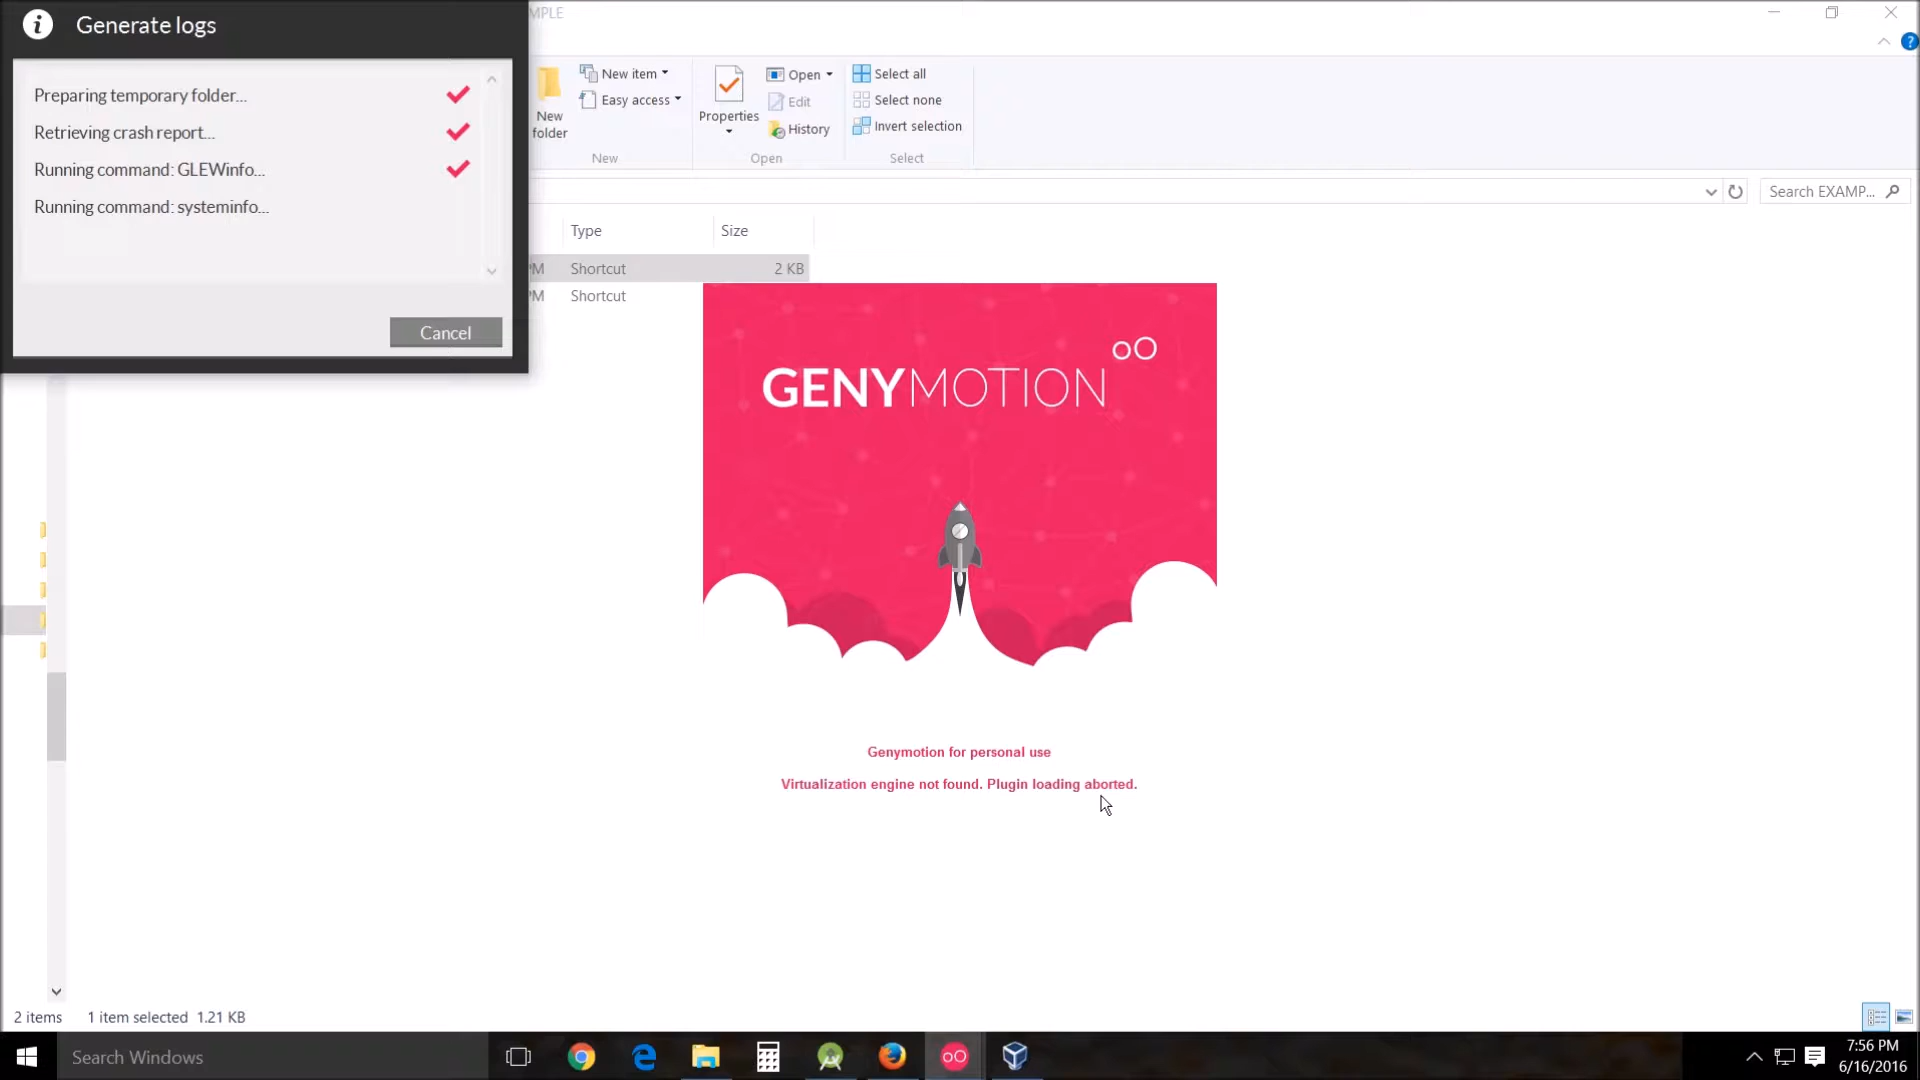 Generate logs
Preparing temporary folder...
Retrieving crash report...
Running command: GLEWinfo...
Running command: systeminfo...
Cancel
MPLE
?
New folder
New item
Easy access
New
Properties
Open
Edit
History
Open
Select all
Select none
Invert selection
Select
Search EXAMP...
Type
Size
PM
Shortcut
2 KB
PM
Shortcut
GENYMOTION
Genymotion for personal use
Virtualization engine not found. Plugin loading aborted.
2 items
1 item selected 1.21 KB
Search Windows
7:56 PM
6/16/2016